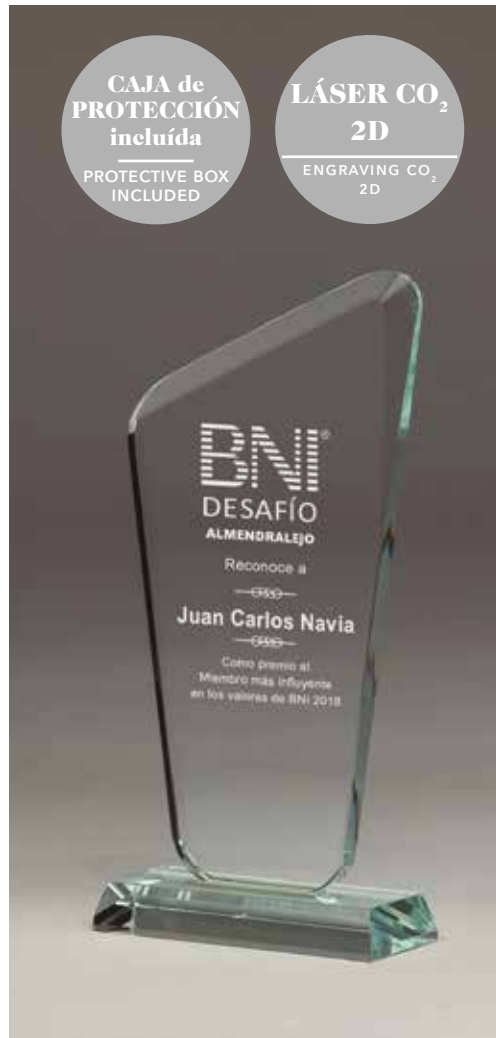 CAJA de
PROTECCIÓN
incluída
PROTECTIVE BOX
INCLUDED
LÁSER CO2
2D
ENGRAVING CO2
2D
BNI®
DESAFÍO
ALMENDRALEJO
Reconoce a
Juan Carlos Navia
Como premio al
Miembro más influyente
en los valores de BNI 2018